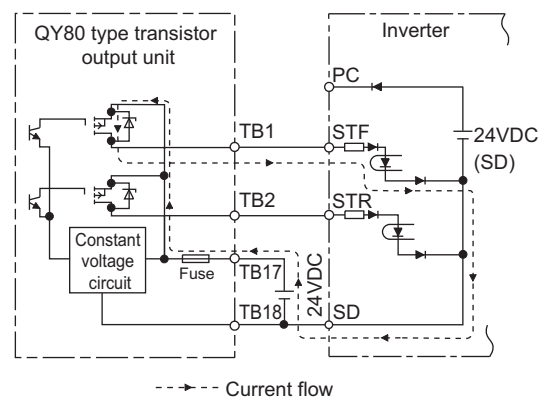 QY80 type transistor
output unit
Inverter
PC
TB1
STF
24VDC
(SD)
TB2
STR
Constant
voltage
circuit
Fuse
TB17
24VDC
TB18
SD
Current flow